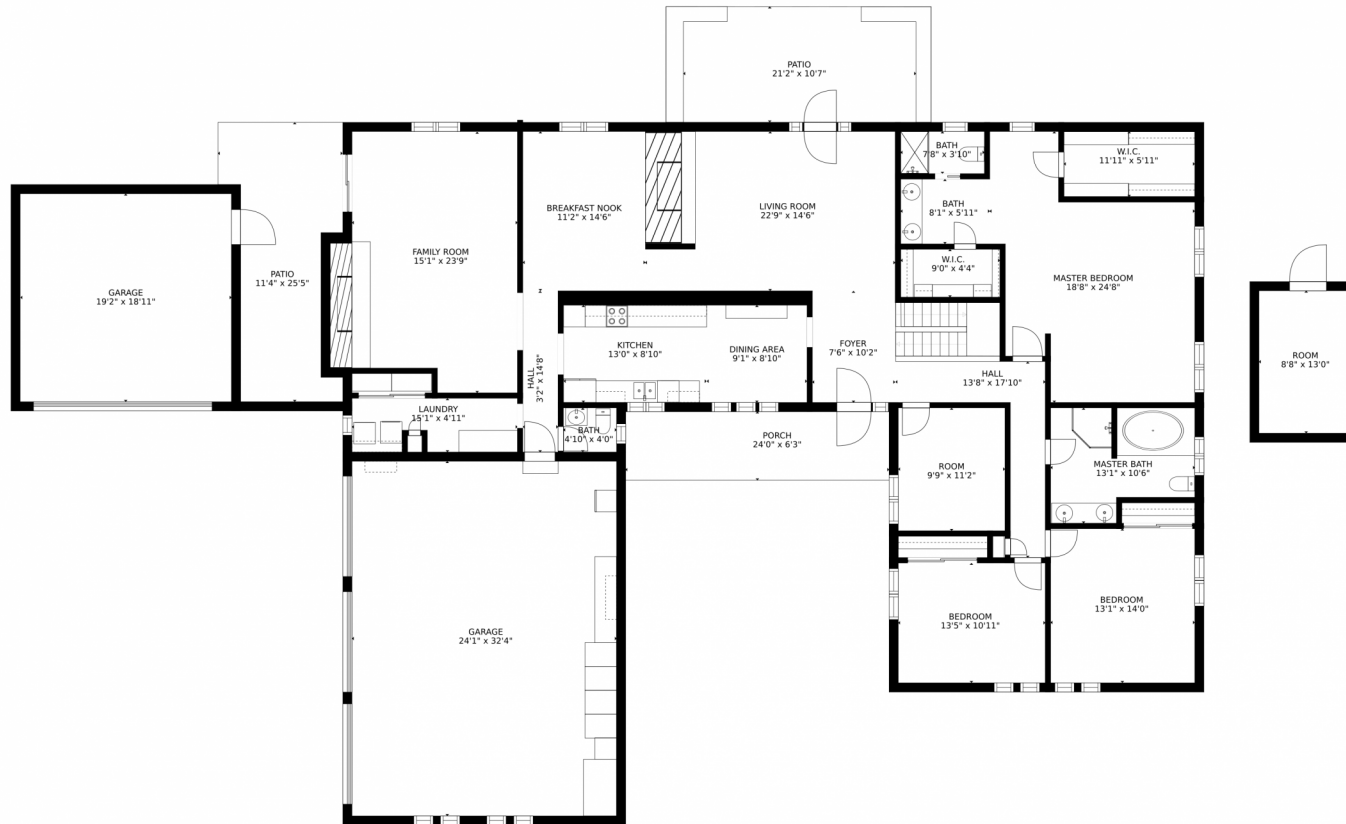 PATIO
21'2" x 10'7"
BATH
7'8" x 3'10"
W.I.C.
11'11" x 5'11"
BREAKFAST NOOK
11'2" x 14'6"
LIVING ROOM
22'9" x 14'6"
BATH
8'1" x 5'11"
FAMILY ROOM
15'1" x 23'9"
W.I.C.
9'0" x 4'4"
PATIO
11'4" x 25'5"
MASTER BEDROOM
18'8" x 24'8"
GARAGE
19'2" x 18'11"
KITCHEN
13'0" x 8'10"
DINING AREA
9'1" x 8'10"
FOYER
7'6" x 10'2"
ROOM
8'8" x 13'0"
HALL
3'2" x 14'8"
HALL
13'8" x 17'10"
LAUNDRY
15'1" x 4'11"
BATH
4'10" x 4'0"
PORCH
24'0" x 6'3"
ROOM
9'9" x 11'2"
MASTER BATH
13'1" x 10'6"
BEDROOM
13'1" x 14'0"
BEDROOM
13'5" x 10'11"
GARAGE
24'1" x 32'4"